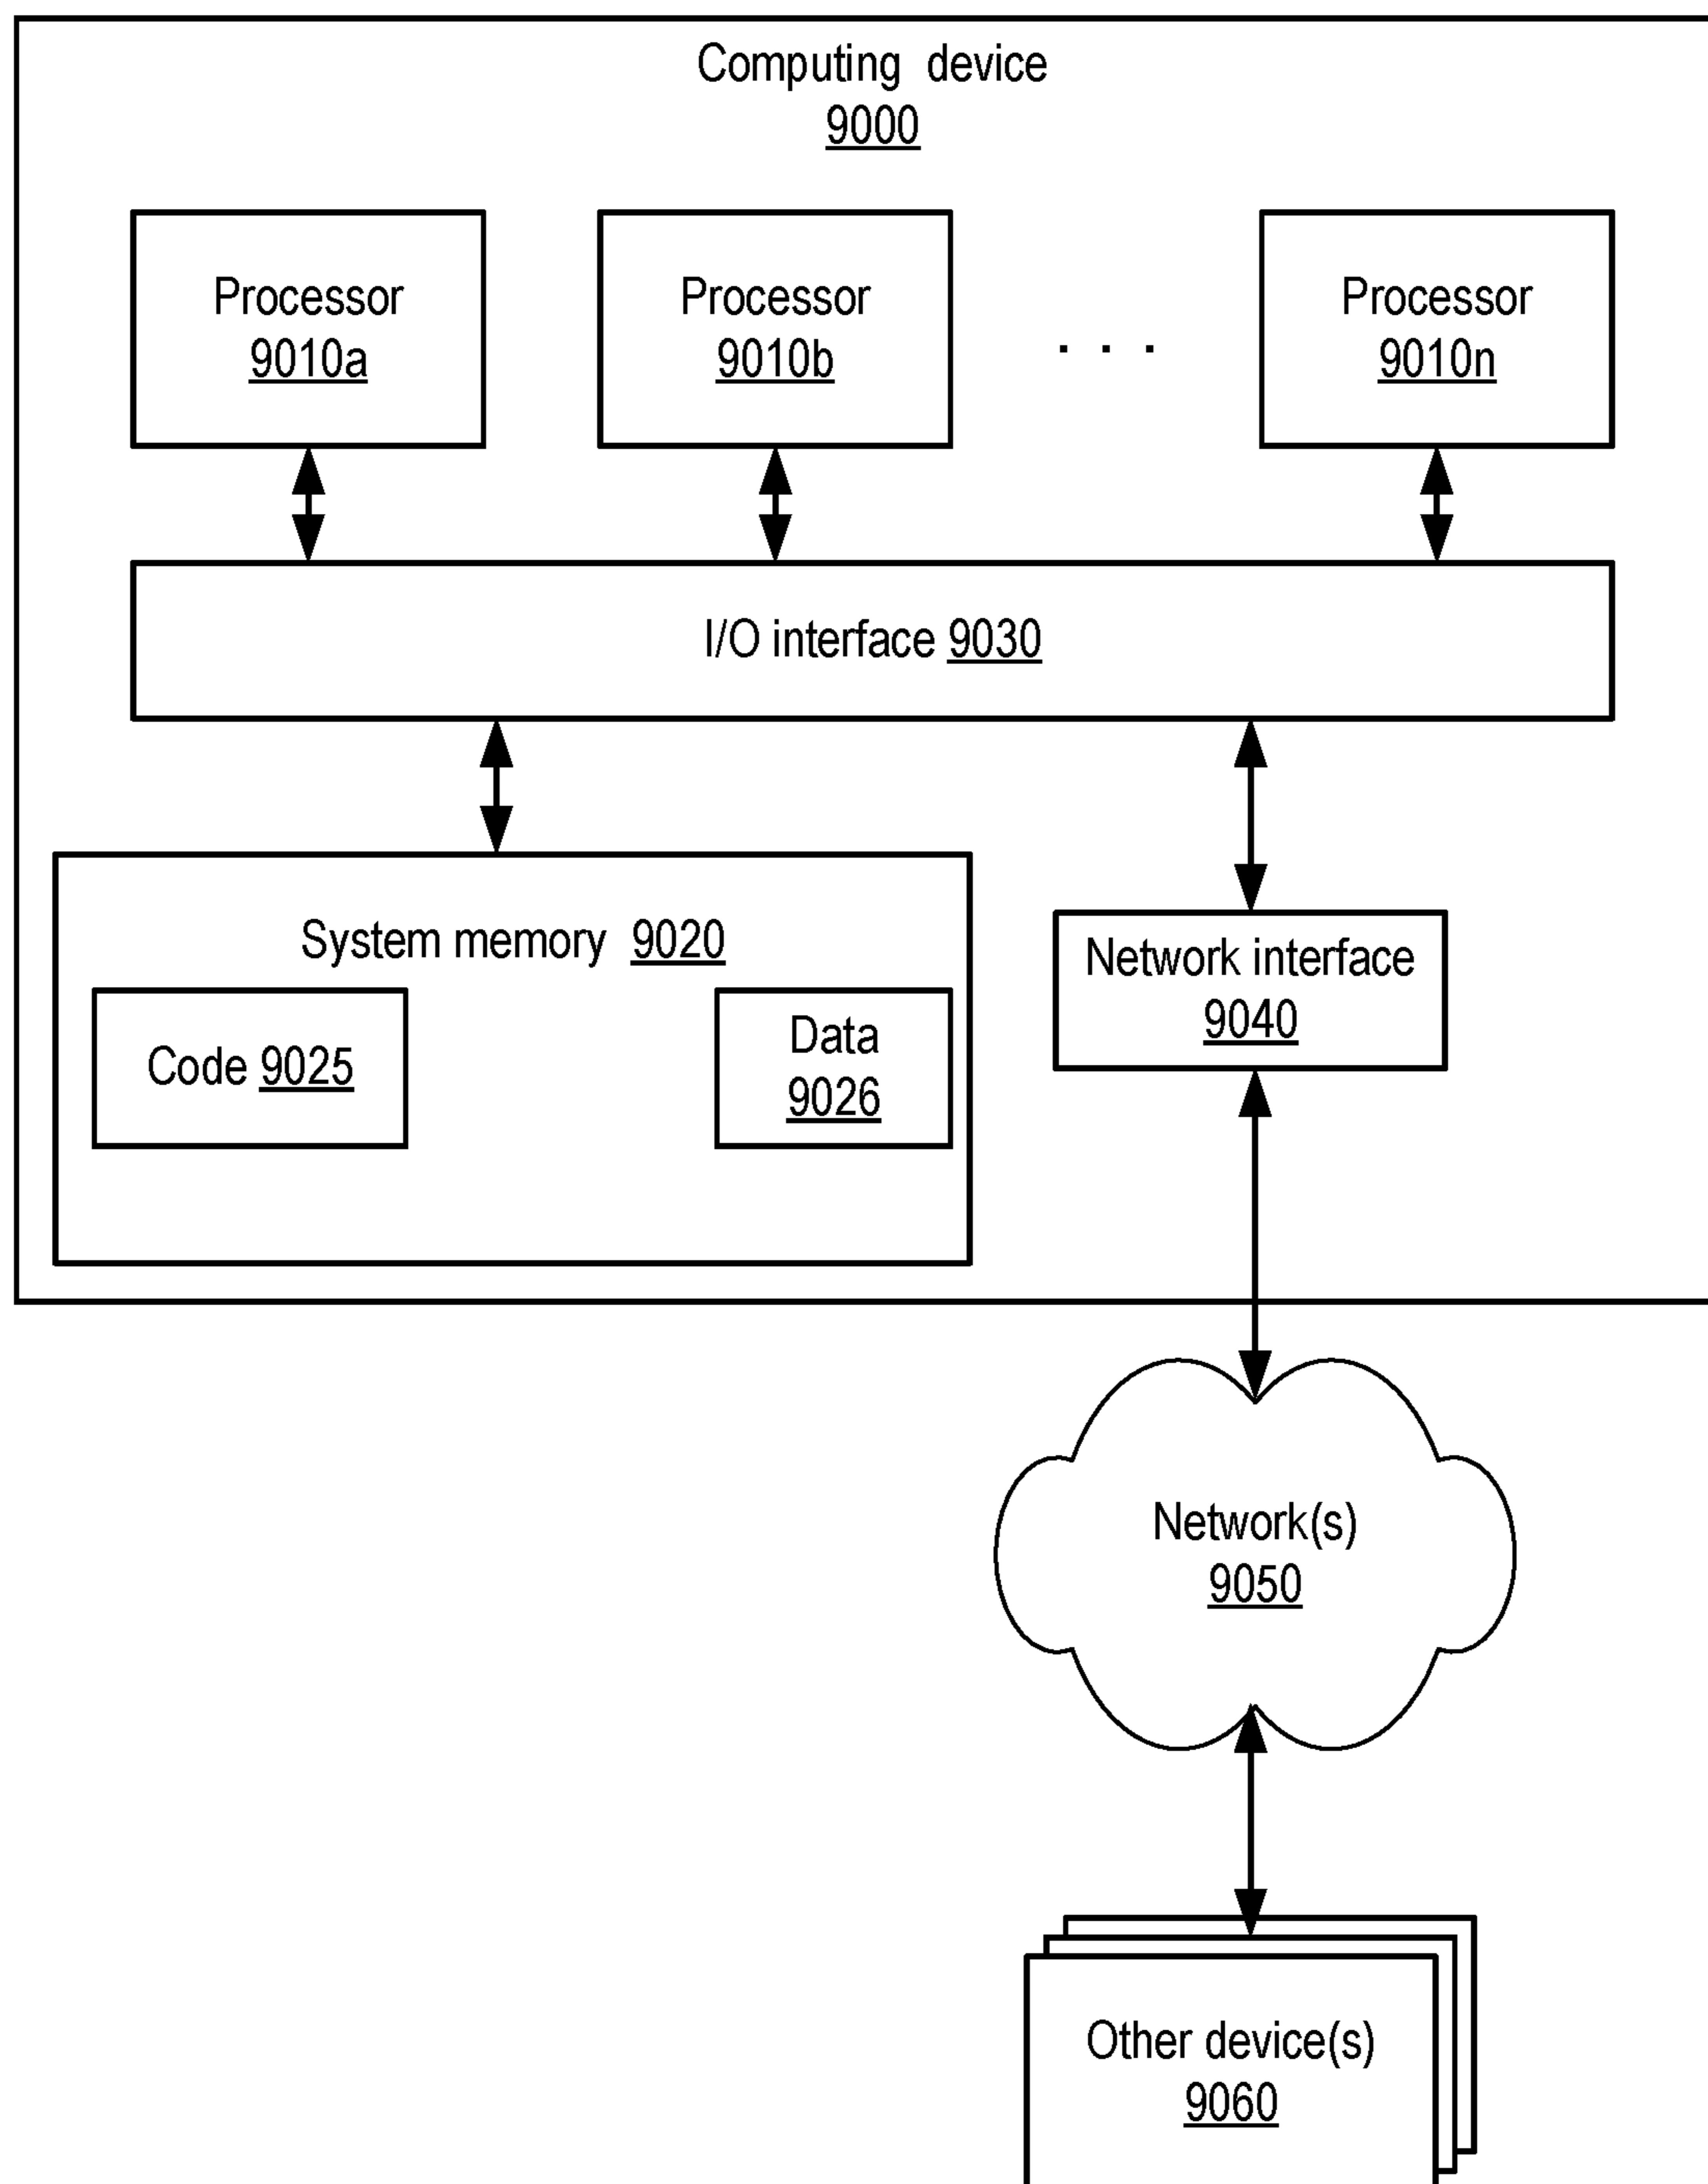 Computing device
9000
Processor
9010a
Processor
9010b
. . .
Processor
9010n
I/O interface 9030
System memory 9020
Code 9025
Data
9026
Network interface
9040
Network(s)
9050
Other device(s)
9060